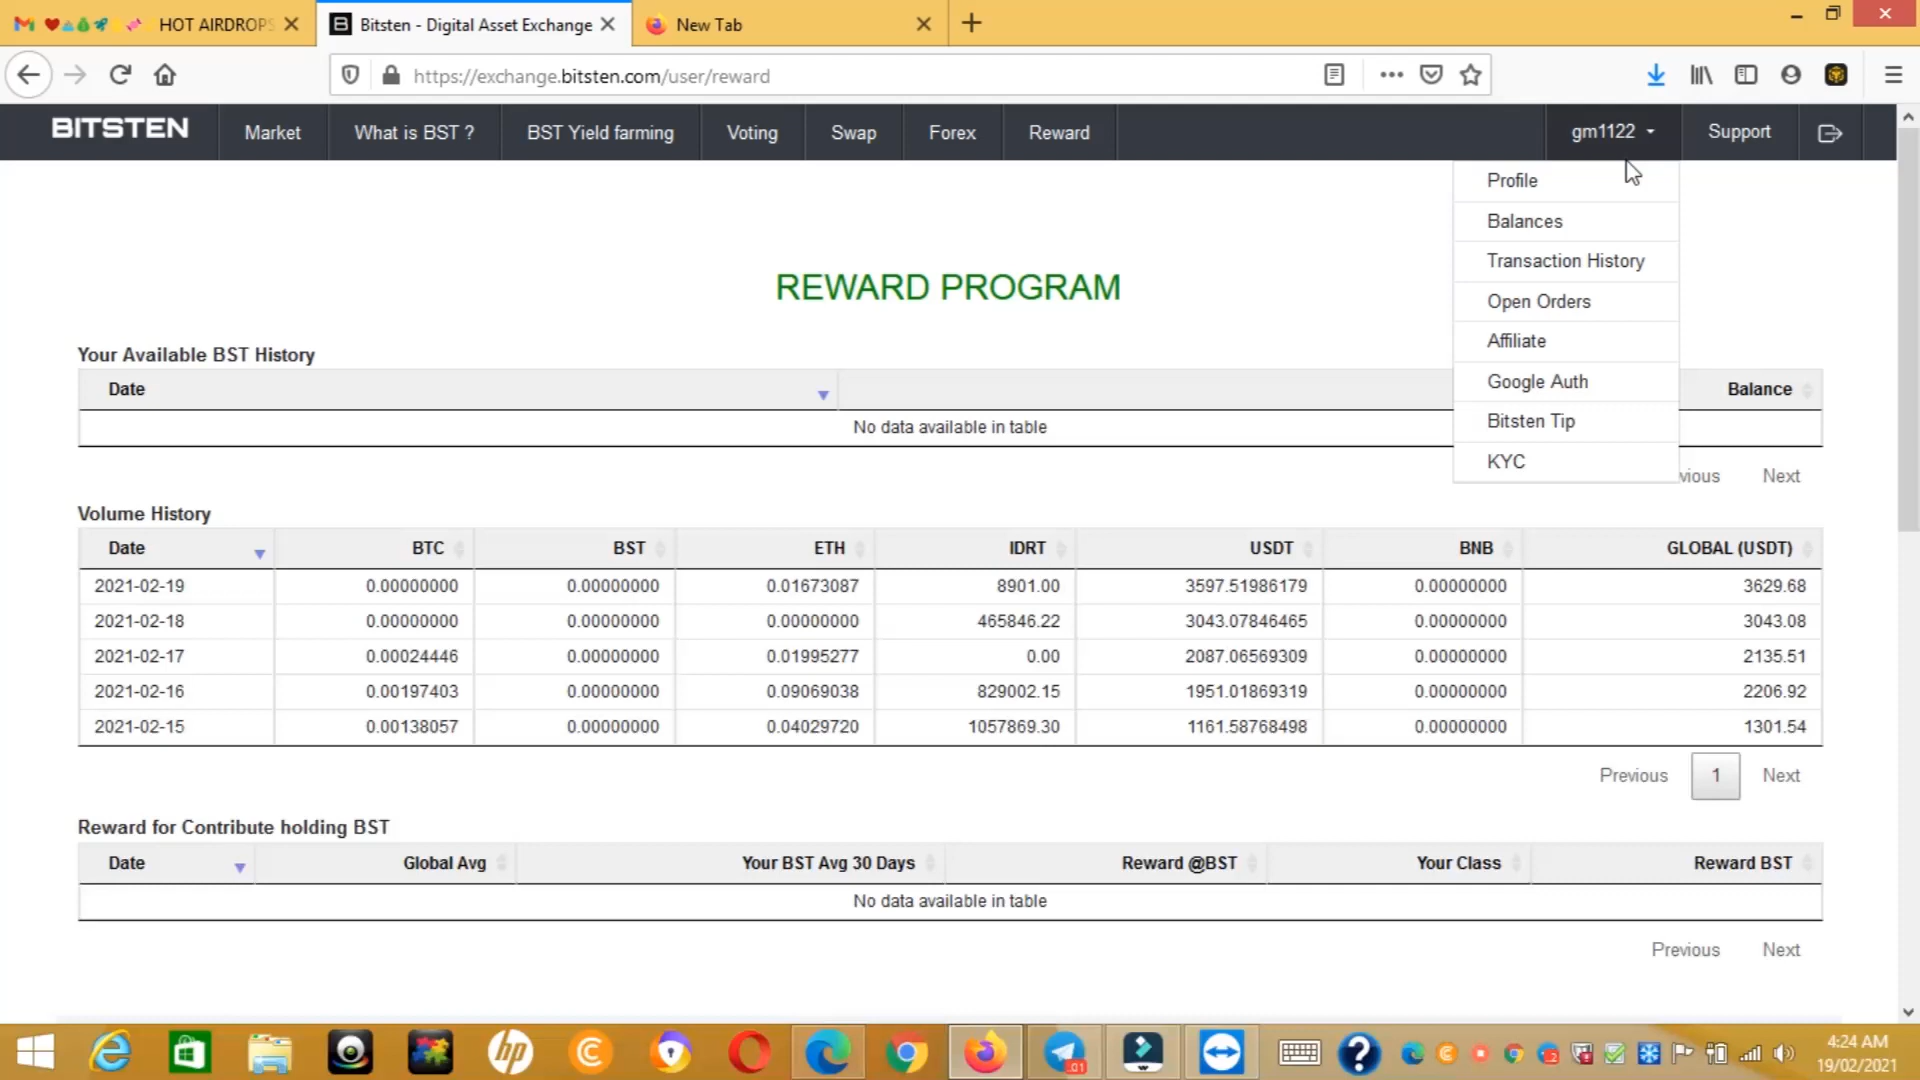 HOT AIRDROPS
Bitsten - Digital Asset Exchange
New Tab
https://exchange.bitsten.com/user/reward
BITSTEN
Market
What is BST ?
BST Yield farming
Voting
Swap
Forex
Reward
gm1122
Support
Profile
Balances
Transaction History
Open Orders
Affiliate
Google Auth
Bitsten Tip
KYC
REWARD PROGRAM
Your Available BST History
Date Balance
No data available in table
vious Next
Volume History
Date BTC BST ETH IDRT USDT BNB GLOBAL (USDT)
2021-02-19 0.00000000 0.00000000 0.01673087 8901.00 3597.51986179 0.00000000 3629.68
2021-02-18 0.00000000 0.00000000 0.00000000 465846.22 3043.07846465 0.00000000 3043.08
2021-02-17 0.00024446 0.00000000 0.01995277 0.00 2087.06569309 0.00000000 2135.51
2021-02-16 0.00197403 0.00000000 0.09069038 829002.15 1951.01869319 0.00000000 2206.92
2021-02-15 0.00138057 0.00000000 0.04029720 1057869.30 1161.58768498 0.00000000 1301.54
Previous 1 Next
Reward for Contribute holding BST
Date Global Avg Your BST Avg 30 Days Reward @BST Your Class Reward BST
No data available in table
Previous Next
4:24 AM
19/02/2021